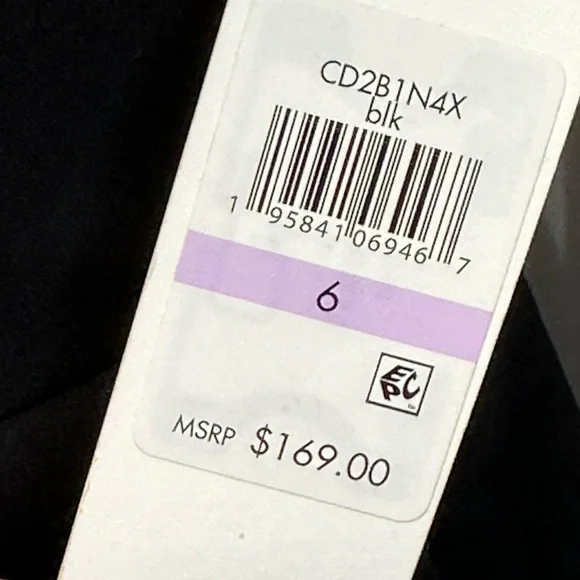 CD2B1N4X
blk
1 95841 06946 7
6
EPC
MSRP $169.00